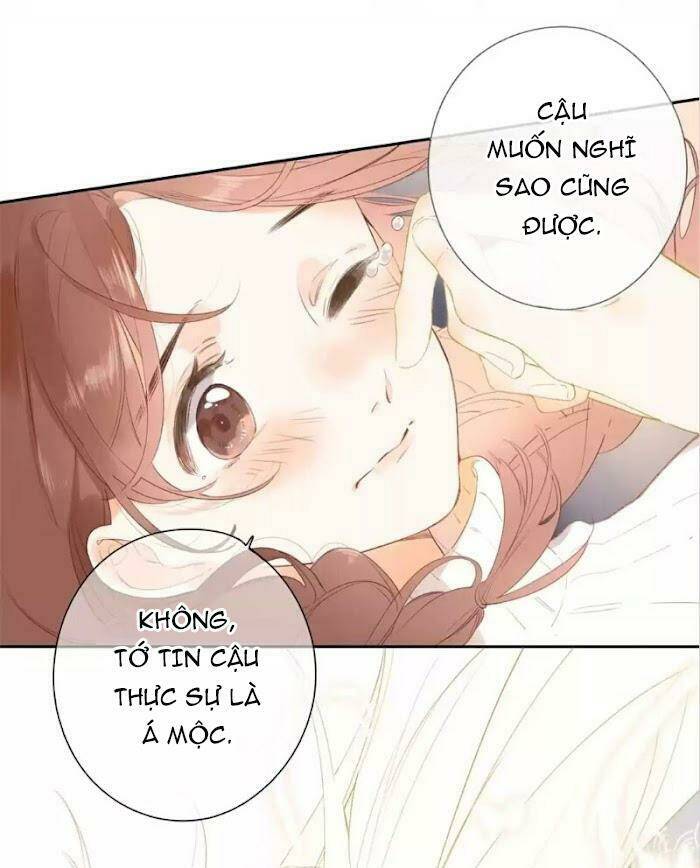 CẬU
MUỐN NGHĨ
SAO CŨNG
ĐƯỢC.
KHÔNG,
TỚ TIN CẬU
THỰC SỰ LÀ
Á MỘC.